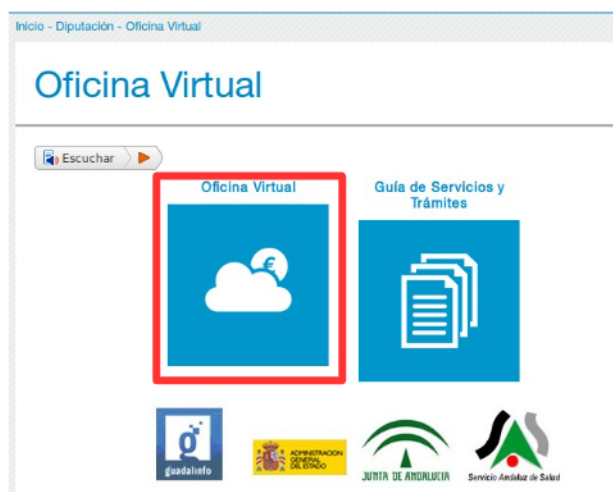 Inicio - Diputación - Oficina Virtual
Oficina Virtual
Escuchar
Oficina Virtual
Guía de Servicios y
Trámites
€
g
guadalinfo
ADMINISTRACION
GENERAL
DEL ESTADO
JUNTA DE ANDALUCIA
Servicio Andaluz de Salud